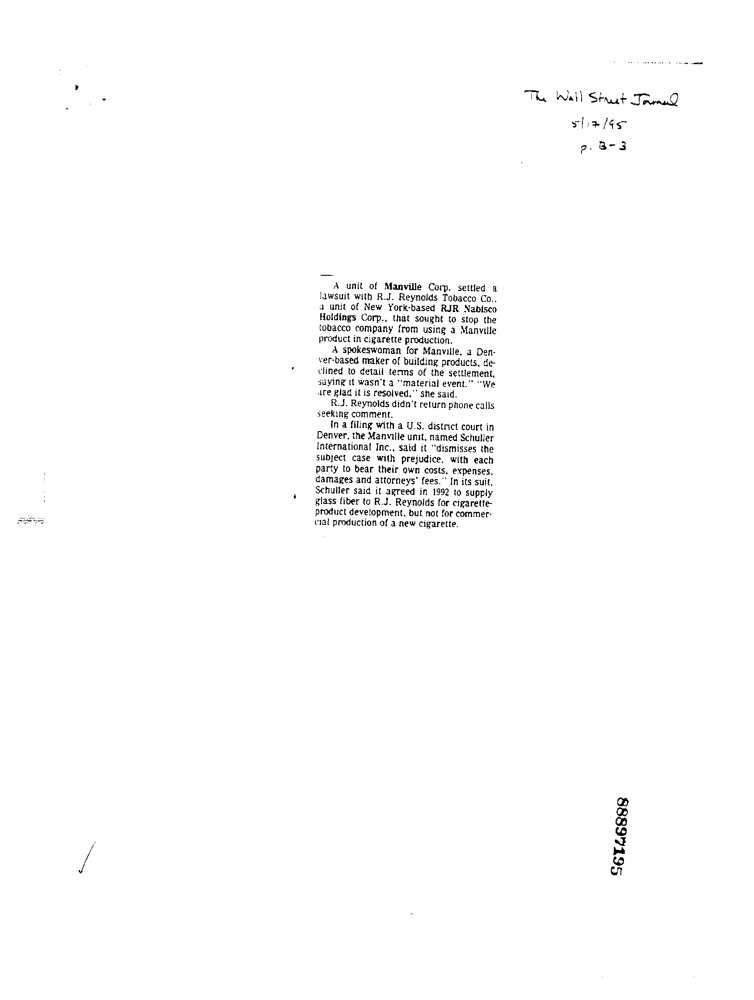 The Wall Street Journal
5/17/95
p. B-3
A unit of Manville Corp. settled a
lawsuit with R.J. Reynolds Tobacco Co.,
a unit of New York-based RJR Nabisco
Holdings Corp., that sought to stop the
tobacco company from using a Manville
product in cigarette production.
A spokeswoman for Manville, a Den-
ver-based maker of building products, de-
clined to detail terms of the settlement,
saying it wasn't a "material event." "We
are glad it is resolved," she said.
R.J. Reynolds didn't return phone calls
seeking comment.
In a filing with a U.S. district court in
Denver, the Manville unit, named Schuller
International Inc., said it "dismisses the
subject case with prejudice, with each
party to bear their own costs, expenses,
damages and attorneys' fees." In its suit,
Schuller said it agreed in 1992 to supply
glass fiber to R.J. Reynolds for cigarette-
product development, but not for commer-
cial production of a new cigarette.
88897195